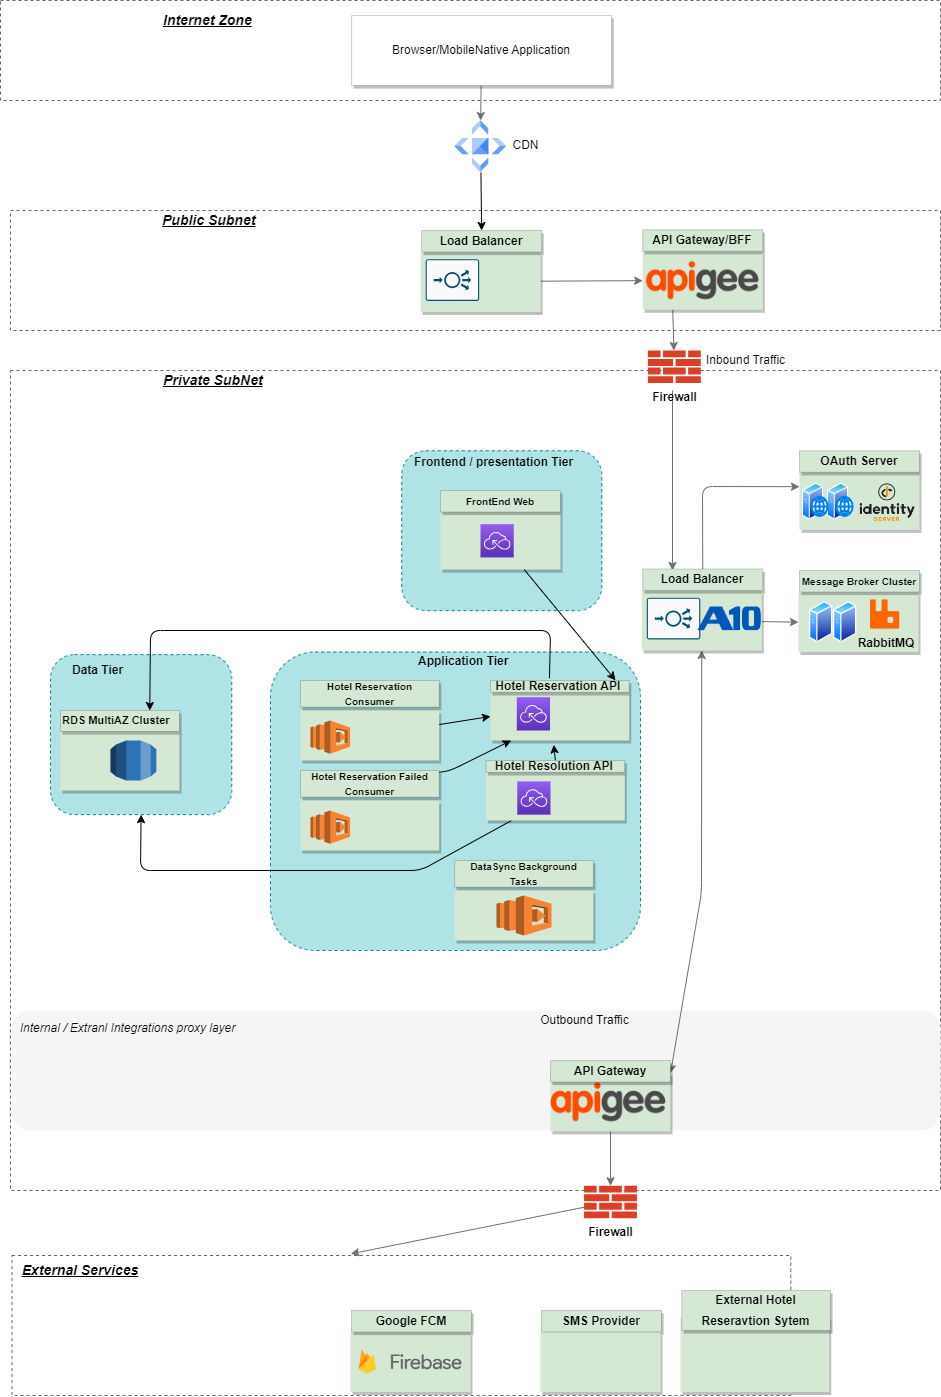 Internet Zone
Browser/MobileNative Application
CDN
Public Subnet
Load Balancer
API Gateway/BFF
apigee
Inbound Traffic
Private SubNet
Firewall
Frontend / presentation Tier
OAuth Server
FrontEnd Web
identity
SERVER
Load Balancer
A10
Message Broker Cluster
RabbitMQ
Data Tier
Application Tier
RDS MultiAZ Cluster
Hotel Reservation
Consumer
Hotel Reservation API
Hotel Reservation Failed
Consumer
Hotel Resolution API
DataSync Background
Tasks
Internal / Extranl Integrations proxy layer
Outbound Traffic
API Gateway
apigee
Firewall
External Services
Google FCM
Firebase
SMS Provider
External Hotel
Reseravtion Sytem